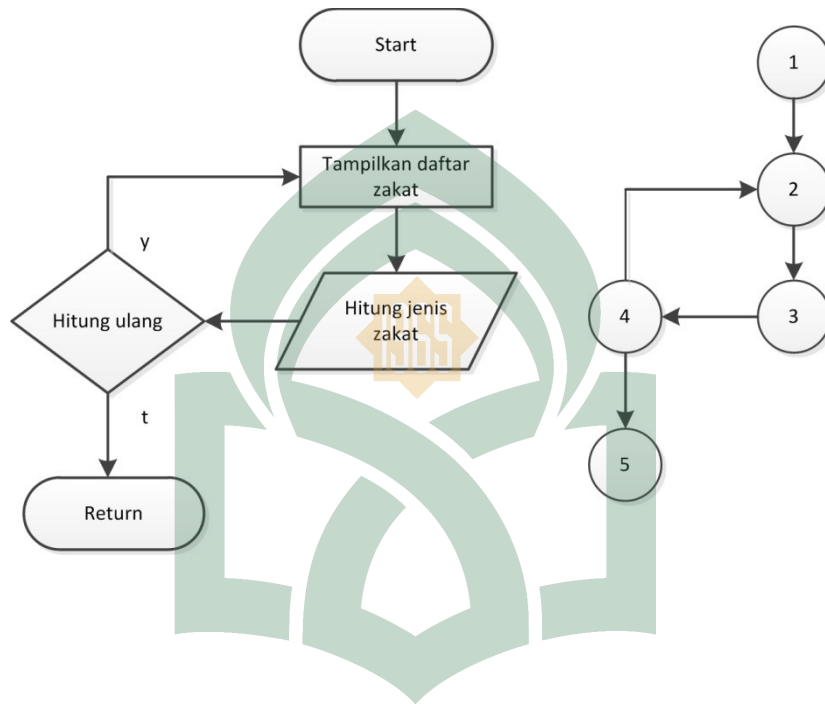 Start
Tampilkan daftar
zakat
y
Hitung ulang
Hitung jenis
zakat
t
Return
1
2
3
4
5